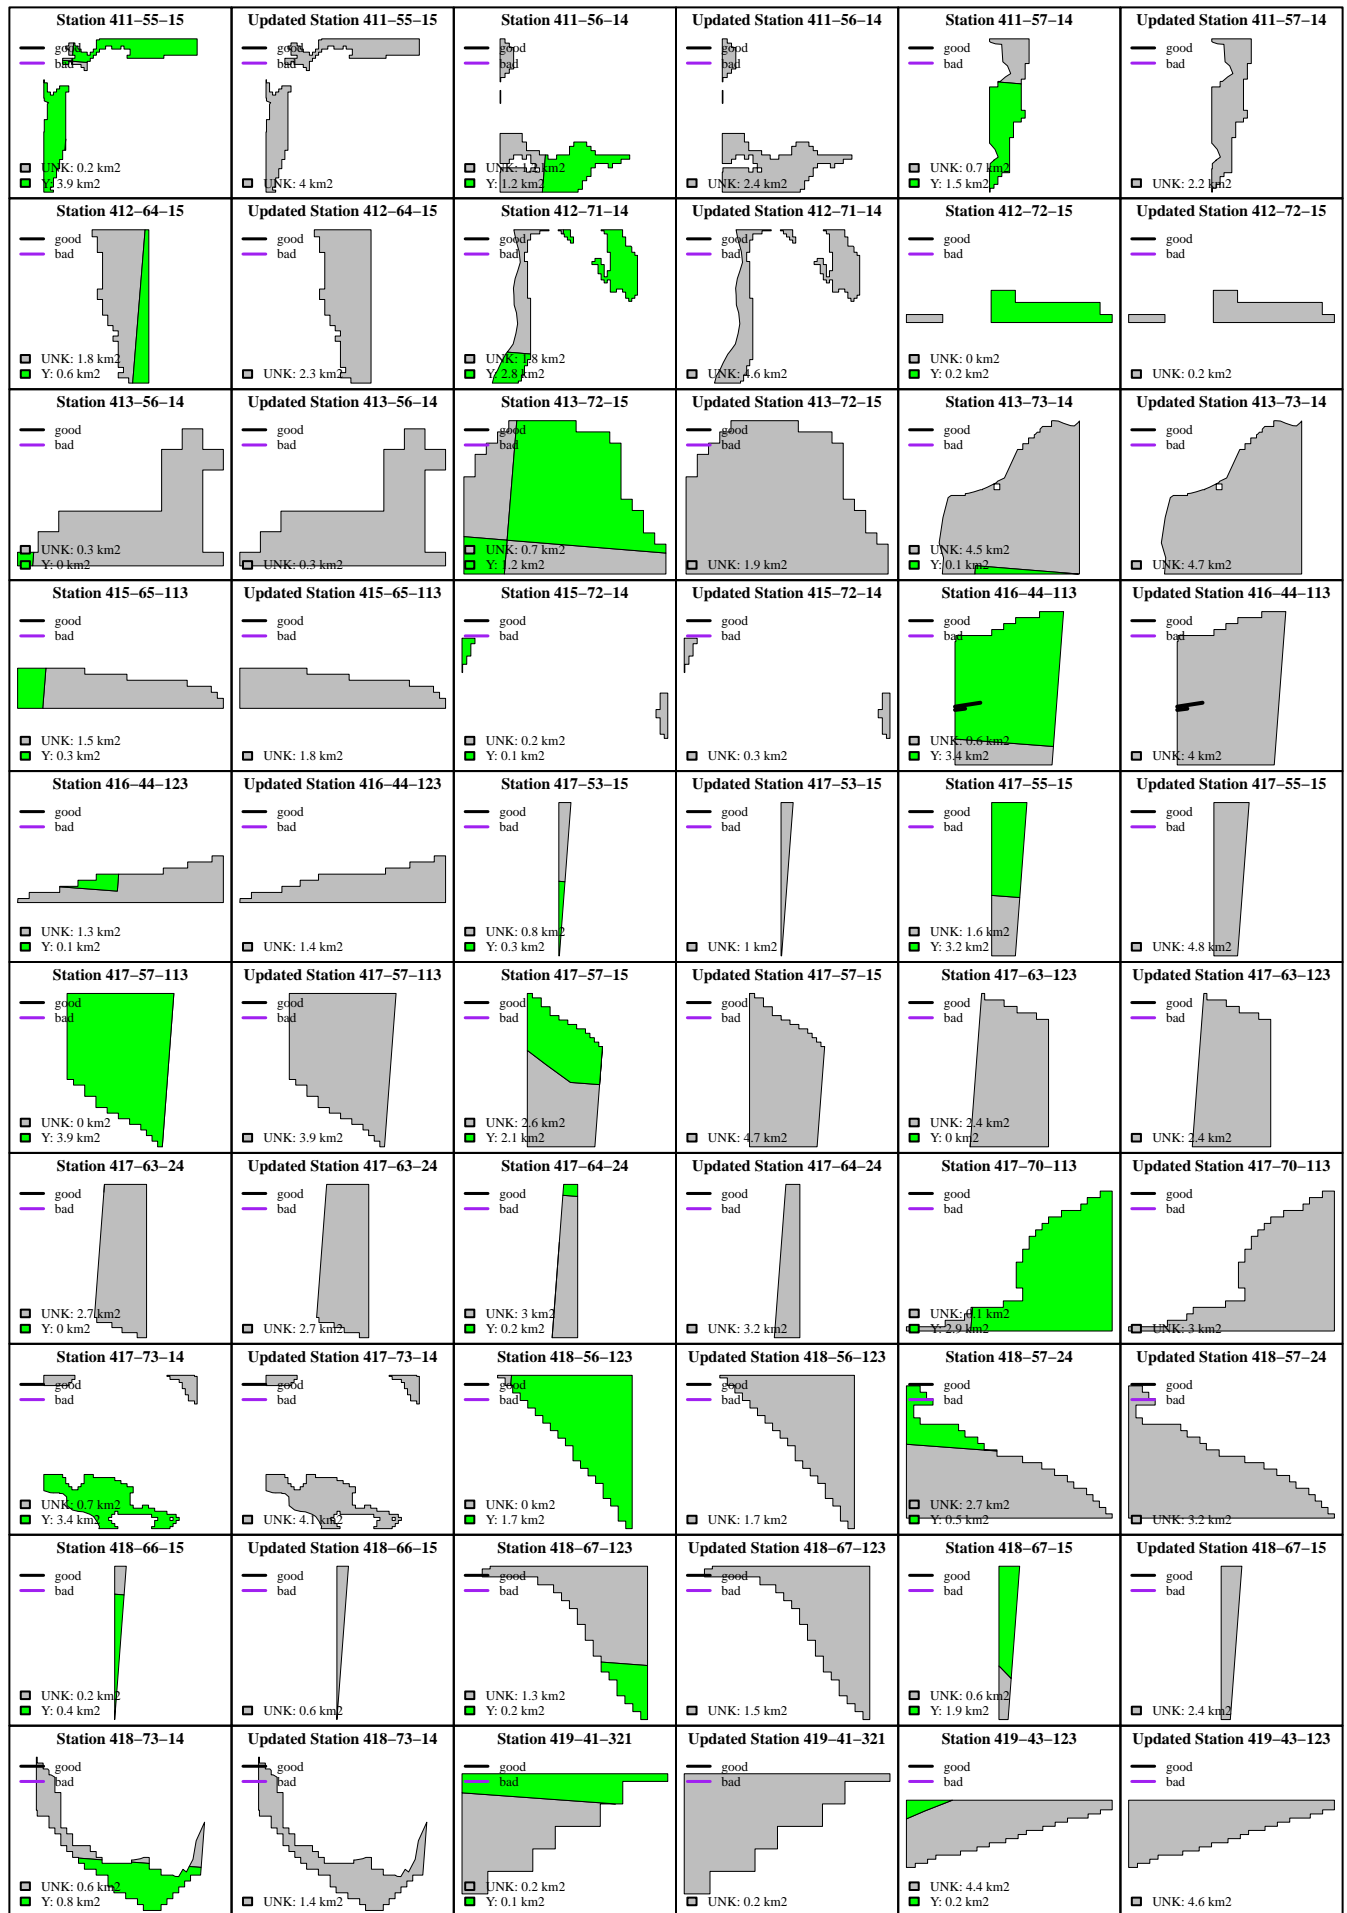 Station 411−55−15
good
bad
UNK: 0.2 km2
Y: 3.9 km2
Updated Station 411−55−15
good
bad
UNK: 4 km2
Station 411−56−14
good
bad
UNK: 1.2 km2
Y: 1.2 km2
Updated Station 411−56−14
good
bad
UNK: 2.4 km2
Station 411−57−14
good
bad
UNK: 0.7 km2
Y: 1.5 km2
Updated Station 411−57−14
good
bad
UNK: 2.2 km2
Station 412−64−15
good
bad
UNK: 1.8 km2
Y: 0.6 km2
Updated Station 412−64−15
good
bad
UNK: 2.3 km2
Station 412−71−14
good
bad
UNK: 1.8 km2
Y: 2.8 km2
Updated Station 412−71−14
good
bad
UNK: 4.6 km2
Station 412−72−15
good
bad
UNK: 0 km2
Y: 0.2 km2
Updated Station 412−72−15
good
bad
UNK: 0.2 km2
Station 413−56−14
good
bad
UNK: 0.3 km2
Y: 0 km2
Updated Station 413−56−14
good
bad
UNK: 0.3 km2
Station 413−72−15
good
bad
UNK: 0.7 km2
Y: 1.2 km2
Updated Station 413−72−15
good
bad
UNK: 1.9 km2
Station 413−73−14
good
bad
UNK: 4.5 km2
Y: 0.1 km2
Updated Station 413−73−14
good
bad
UNK: 4.7 km2
Station 415−65−113
good
bad
UNK: 1.5 km2
Y: 0.3 km2
Updated Station 415−65−113
good
bad
UNK: 1.8 km2
Station 415−72−14
good
bad
UNK: 0.2 km2
Y: 0.1 km2
Updated Station 415−72−14
good
bad
UNK: 0.3 km2
Station 416−44−113
good
bad
UNK: 0.6 km2
Y: 3.4 km2
Updated Station 416−44−113
good
bad
UNK: 4 km2
Station 416−44−123
good
bad
UNK: 1.3 km2
Y: 0.1 km2
Updated Station 416−44−123
good
bad
UNK: 1.4 km2
Station 417−53−15
good
bad
UNK: 0.8 km2
Y: 0.3 km2
Updated Station 417−53−15
good
bad
UNK: 1 km2
Station 417−55−15
good
bad
UNK: 1.6 km2
Y: 3.2 km2
Updated Station 417−55−15
good
bad
UNK: 4.8 km2
Station 417−57−113
good
bad
UNK: 0 km2
Y: 3.9 km2
Updated Station 417−57−113
good
bad
UNK: 3.9 km2
Station 417−57−15
good
bad
UNK: 2.6 km2
Y: 2.1 km2
Updated Station 417−57−15
good
bad
UNK: 4.7 km2
Station 417−63−123
good
bad
UNK: 2.4 km2
Y: 0 km2
Updated Station 417−63−123
good
bad
UNK: 2.4 km2
Station 417−63−24
good
bad
UNK: 2.7 km2
Y: 0 km2
Updated Station 417−63−24
good
bad
UNK: 2.7 km2
Station 417−64−24
good
bad
UNK: 3 km2
Y: 0.2 km2
Updated Station 417−64−24
good
bad
UNK: 3.2 km2
Station 417−70−113
good
bad
UNK: 0.1 km2
Y: 2.9 km2
Updated Station 417−70−113
good
bad
UNK: 3 km2
Station 417−73−14
good
bad
UNK: 0.7 km2
Y: 3.4 km2
Updated Station 417−73−14
good
bad
UNK: 4.1 km2
Station 418−56−123
good
bad
UNK: 0 km2
Y: 1.7 km2
Updated Station 418−56−123
good
bad
UNK: 1.7 km2
Station 418−57−24
good
bad
UNK: 2.7 km2
Y: 0.5 km2
Updated Station 418−57−24
good
bad
UNK: 3.2 km2
Station 418−66−15
good
bad
UNK: 0.2 km2
Y: 0.4 km2
Updated Station 418−66−15
good
bad
UNK: 0.6 km2
Station 418−67−123
good
bad
UNK: 1.3 km2
Y: 0.2 km2
Updated Station 418−67−123
good
bad
UNK: 1.5 km2
Station 418−67−15
good
bad
UNK: 0.6 km2
Y: 1.9 km2
Updated Station 418−67−15
good
bad
UNK: 2.4 km2
Station 418−73−14
good
bad
UNK: 0.6 km2
Y: 0.8 km2
Updated Station 418−73−14
good
bad
UNK: 1.4 km2
Station 419−41−321
good
bad
UNK: 0.2 km2
Y: 0.1 km2
Updated Station 419−41−321
good
bad
UNK: 0.2 km2
Station 419−43−123
good
bad
UNK: 4.4 km2
Y: 0.2 km2
Updated Station 419−43−123
good
bad
UNK: 4.6 km2